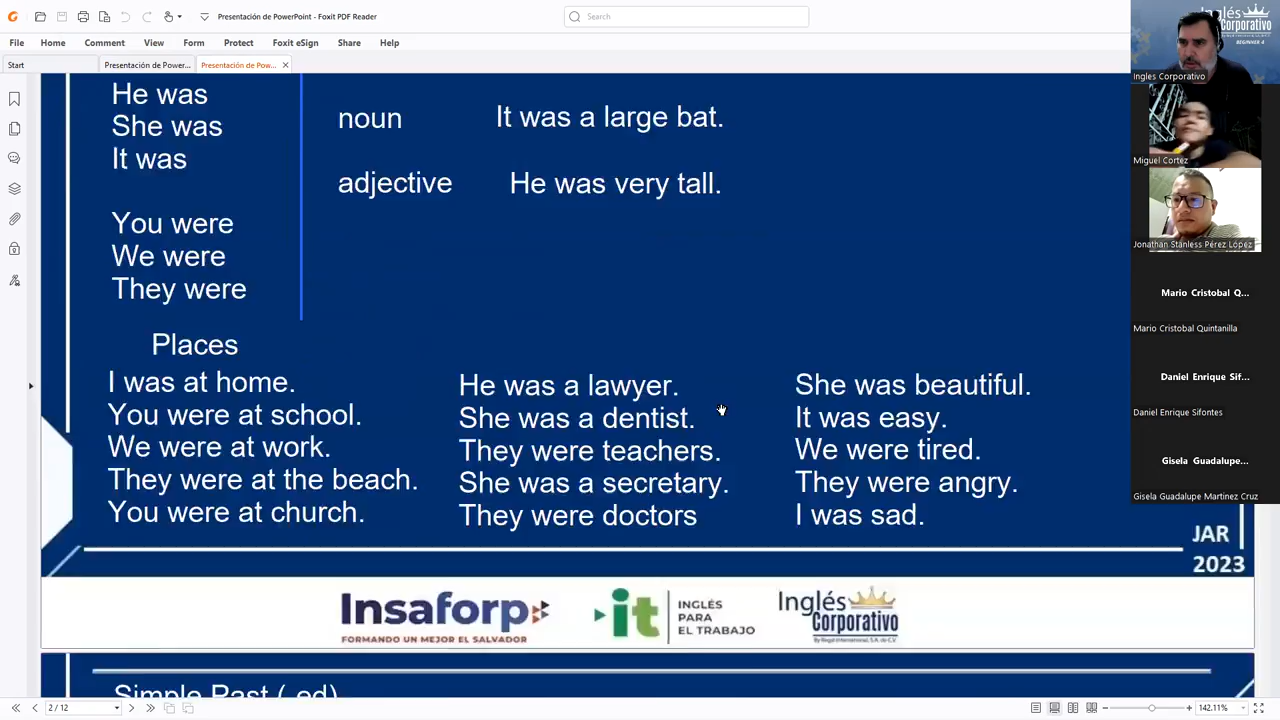 Presentación de PowerPoint - Foxit PDF Reader
Search
File Home Comment View Form Protect Foxit eSign Share Help
Start
Presentación de Power...
Presentación de Pow...
He was
She was
It was
You were
We were
They were
noun It was a large bat.
adjective He was very tall.
Places
I was at home.
You were at school.
We were at work.
They were at the beach.
You were at church.
He was a lawyer.
She was a dentist.
They were teachers.
She was a secretary.
They were doctors
She was beautiful.
It was easy.
We were tired.
They were angry.
I was sad.
JAR
2023
Insaforp
FORMANDO UN MEJOR EL SALVADOR
it
INGLÉS
PARA
EL TRABAJO
Inglés
Corporativo
Simple Past (-ed)
2 / 12
142.11%
Inglés
Corporativo
BEGINNER 4
Ingles Corporativo
Miguel Cortez
Jonathan Stanless Pérez López
Mario Cristobal Q...
Mario Cristobal Quintanilla
Daniel Enrique Sif...
Daniel Enrique Sifontes
Gisela Guadalupe...
Gisela Guadalupe Martinez Cruz